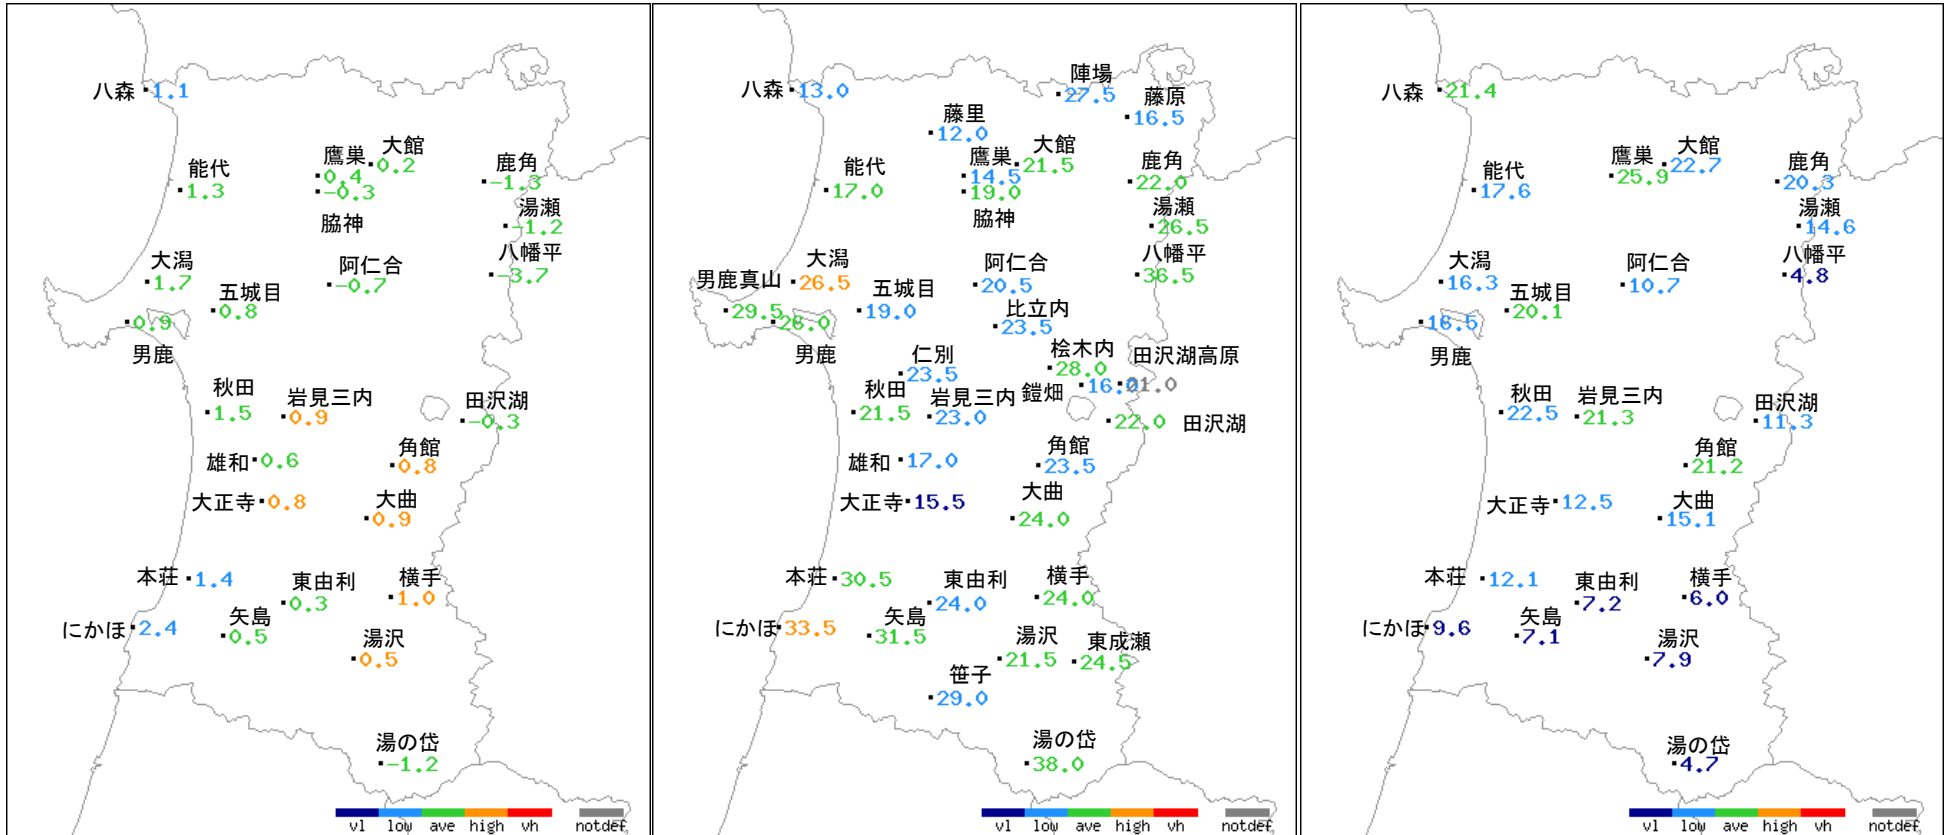 八森 1.1
大館 0.2
鷹巣 0.4
-0.3
脇神
能代 1.3
鹿角 -1.3
湯瀬 -1.2
八幡平 -3.7
大潟 1.7
阿仁合 -0.7
五城目 0.8
0.9
男鹿
秋田 1.5
岩見三内 0.9
田沢湖 -0.3
雄和 0.6
角館 0.8
大正寺 0.8
大曲 0.9
本荘 1.4
東由利 0.3
横手 1.0
にかほ 2.4
矢島 0.5
湯沢 0.5
湯の岱 -1.2
vl low ave high vh notdef
八森 13.0
陣場 27.5
藤原 16.5
藤里 12.0
大館 21.5
鷹巣 14.5
19.0
脇神
能代 17.0
鹿角 22.0
湯瀬 26.5
八幡平 36.5
大潟 26.5
男鹿真山 29.5
26.0
男鹿
阿仁合 20.5
五城目 19.0
比立内 23.5
仁別 23.5
桧木内 28.0
田沢湖高原
鎧畑 16.0
秋田 21.5
岩見三内 23.0
22.0 田沢湖
雄和 17.0
角館 23.5
大正寺 15.5
大曲 24.0
本荘 30.5
東由利 24.0
横手 24.0
にかほ 33.5
矢島 31.5
湯沢 21.5
東成瀬 24.5
笹子 29.0
湯の岱 38.0
vl low ave high vh notdef
八森 21.4
大館 22.7
鷹巣 25.9
能代 17.6
鹿角 20.3
湯瀬 14.6
八幡平 4.8
大潟 16.3
阿仁合 10.7
五城目 20.1
16.5
男鹿
秋田 22.5
岩見三内 21.3
田沢湖 11.3
角館 21.2
大正寺 12.5
大曲 15.1
本荘 12.1
東由利 7.2
横手 6.0
にかほ 9.6
矢島 7.1
湯沢 7.9
湯の岱 4.7
vl low ave high vh notdef